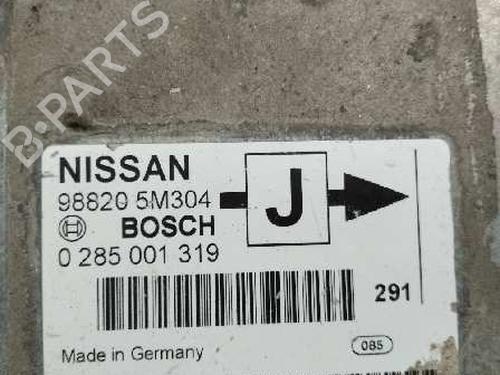 B-PARTS
NISSAN
98820 5M304
J
BOSCH
0 285 001 319
291
Made in Germany
085